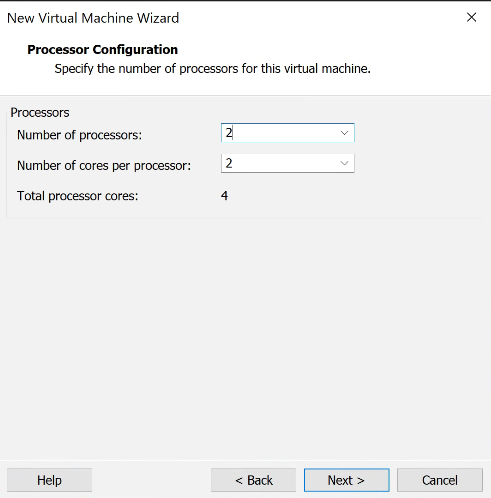 New Virtual Machine Wizard
Processor Configuration
Specify the number of processors for this virtual machine.
Processors
Number of processors: 2
Number of cores per processor: 2
Total processor cores: 4
Help < Back Next > Cancel